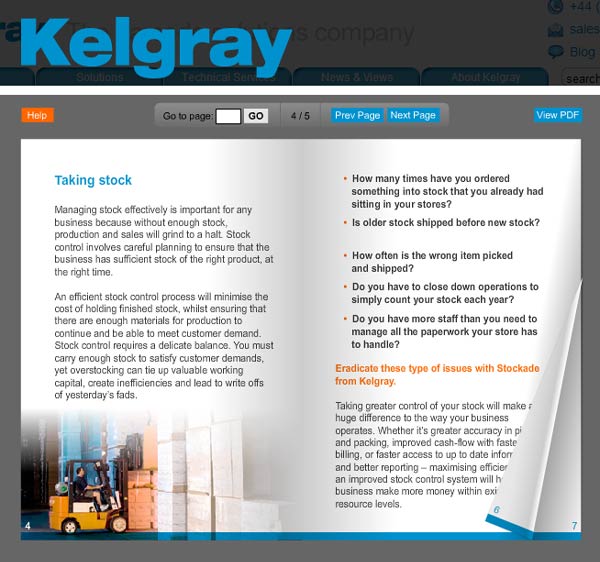 Kelgray
company
+44 (
sales
Blog
Solutions
Technical Services
News & Views
About Kelgray
search
Help
Go to page:
GO
4 / 5
Prev Page
Next Page
View PDF
Taking stock
Managing stock effectively is important for any
business because without enough stock,
production and sales will grind to a halt. Stock
control involves careful planning to ensure that the
business has sufficient stock of the right product, at
the right time.
An efficient stock control process will minimise the
cost of holding finished stock, whilst ensuring that
there are enough materials for production to
continue and be able to meet customer demand.
Stock control requires a delicate balance. You must
carry enough stock to satisfy customer demands,
yet overstocking can tie up valuable working
capital, create inefficiencies and lead to write offs
of yesterday's fads.
4
• How many times have you ordered
something into stock that you already had
sitting in your stores?
• Is older stock shipped before new stock?
• How often is the wrong item picked
and shipped?
• Do you have to close down operations to
simply count your stock each year?
• Do you have more staff than you need to
manage all the paperwork your store has
to handle?
Eradicate these type of issues with Stockade
from Kelgray.
Taking greater control of your stock will make
huge difference to the way your business
operates. Whether it's greater accuracy in
and packing, improved cash-flow with
billing, or faster access to up to date
and better reporting – maximising
an improved stock control system will
business make more money within
resource levels.
6
7